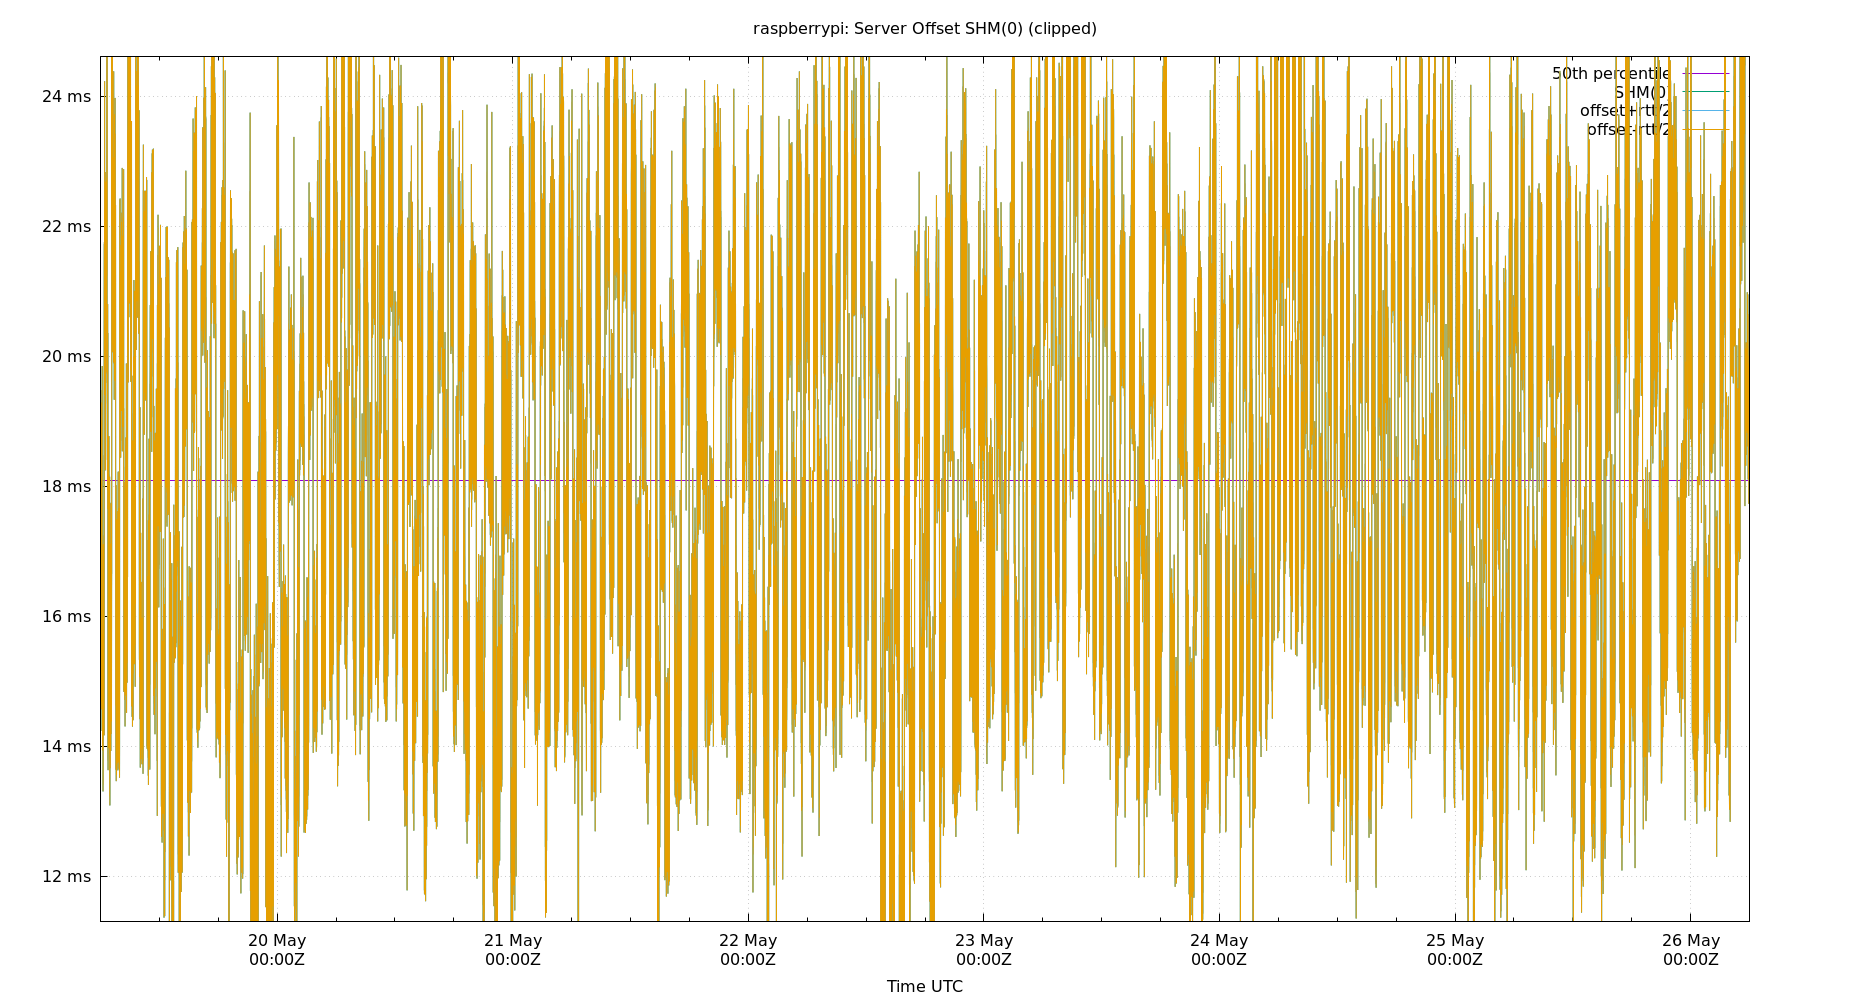 raspberrypi: Server Offset SHM(0) (clipped)
24 ms
22 ms
20 ms
18 ms
16 ms
14 ms
12 ms
50th percentile
SHM(0)
offset+rtt/2
offset-rtt/2
20 May
00:00Z
21 May
00:00Z
22 May
00:00Z
23 May
00:00Z
24 May
00:00Z
25 May
00:00Z
26 May
00:00Z
Time UTC